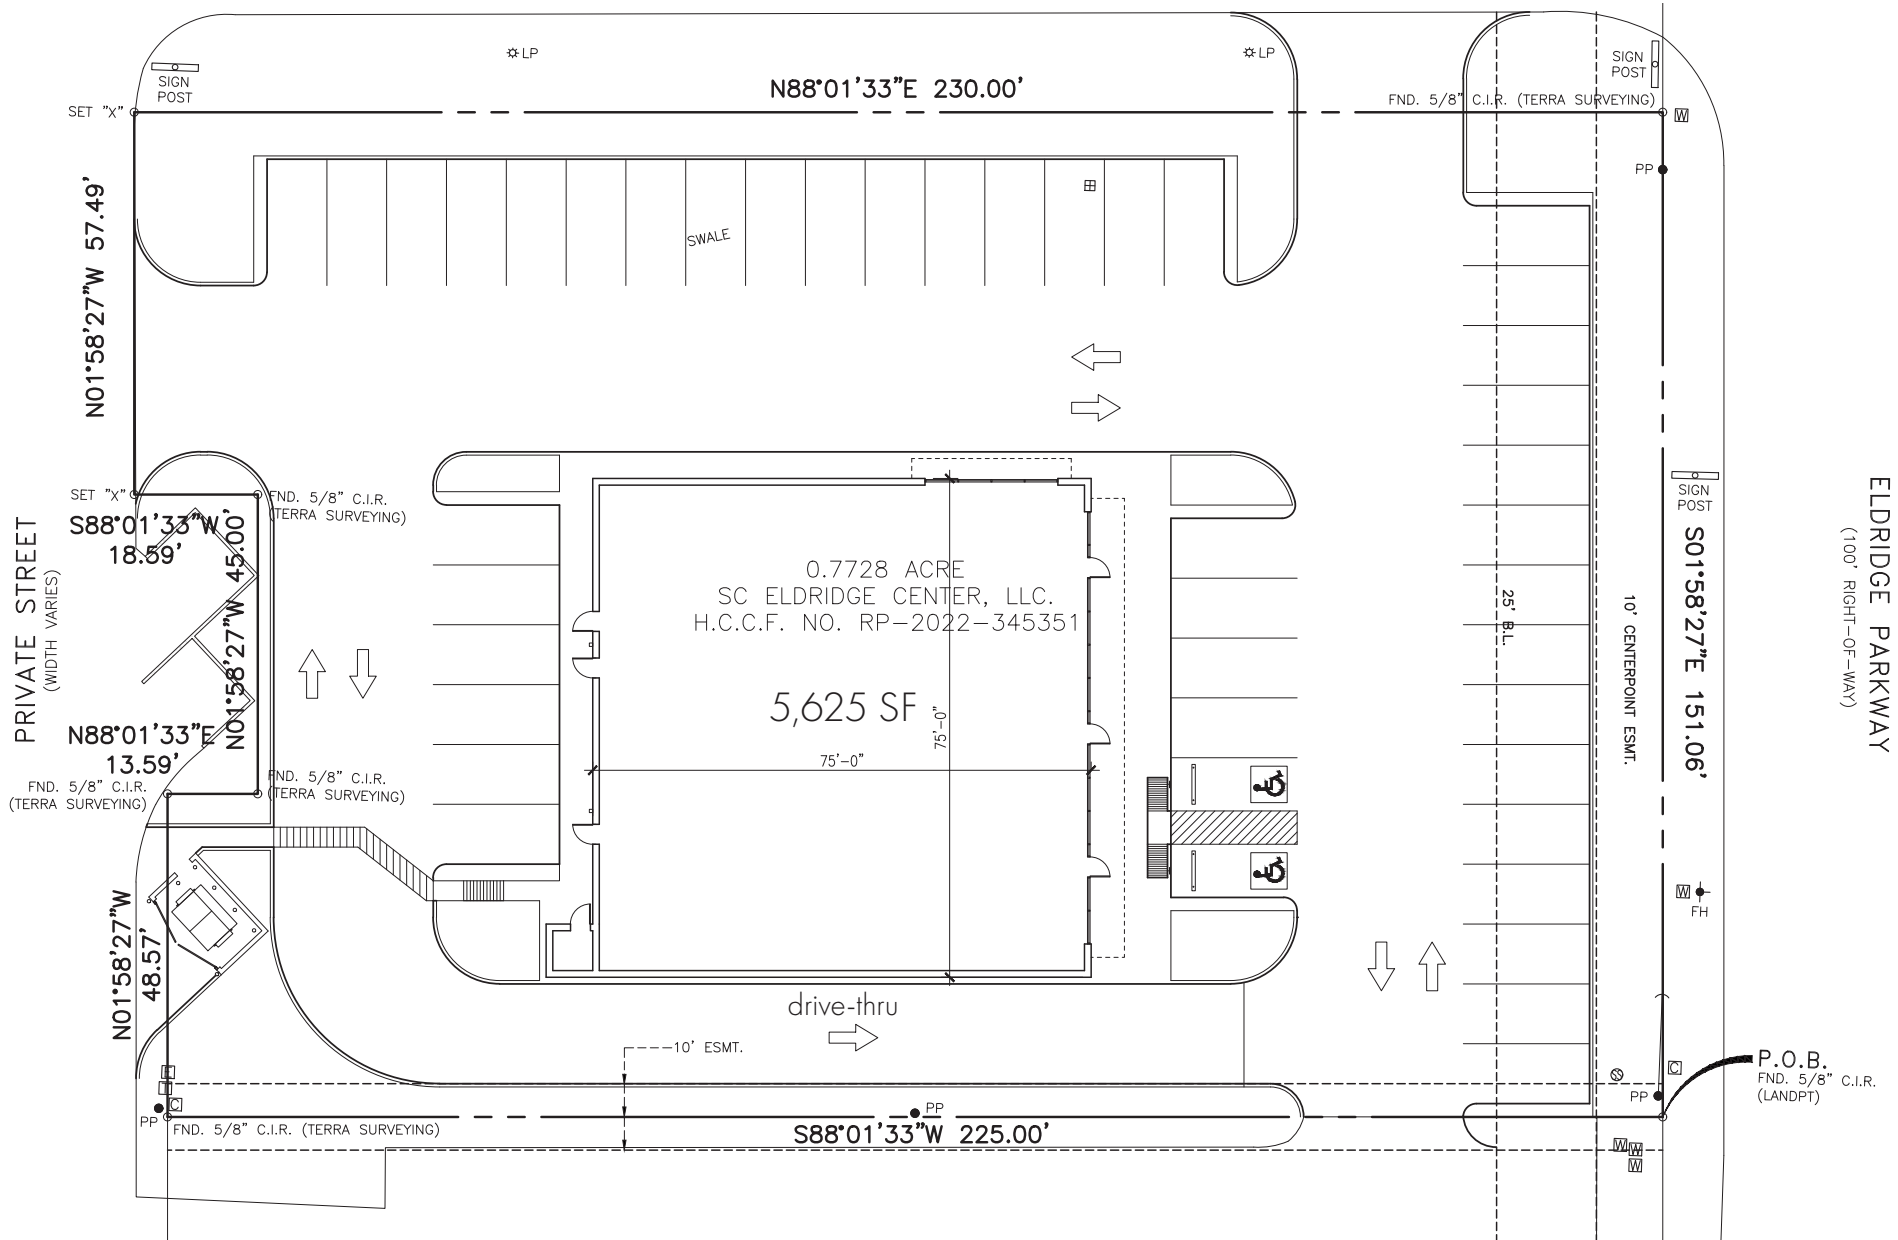 LP
LP
SIGN
POST
SIGN
POST
N88°01'33"E 230.00'
FND. 5/8" C.I.R. (TERRA SURVEYING)
SET "X"
W
PP
N01°58'27"W 57.49'
SWALE
SET "X"
FND. 5/8" C.I.R.
(TERRA SURVEYING)
S88°01'33"W
18.59'
N01°58'27"W 45.00'
PRIVATE STREET
(WIDTH VARIES)
N88°01'33"E
13.59'
FND. 5/8" C.I.R.
(TERRA SURVEYING)
FND. 5/8" C.I.R.
(TERRA SURVEYING)
0.7728 ACRE
SC ELDRIDGE CENTER, LLC.
H.C.C.F. NO. RP-2022-345351
5,625 SF
75'-0"
75'-0"
25' B.L.
10' CENTERPOINT ESMT.
SIGN
POST
S01°58'27"E 151.06'
ELDRIDGE PARKWAY
(100' RIGHT-OF-WAY)
W
FH
N01°58'27"W
48.57'
drive-thru
10' ESMT.
E
C
PP
PP
FND. 5/8" C.I.R. (TERRA SURVEYING)
S88°01'33"W 225.00'
C
PP
P.O.B.
FND. 5/8" C.I.R.
(LANDPT)
W
W
W